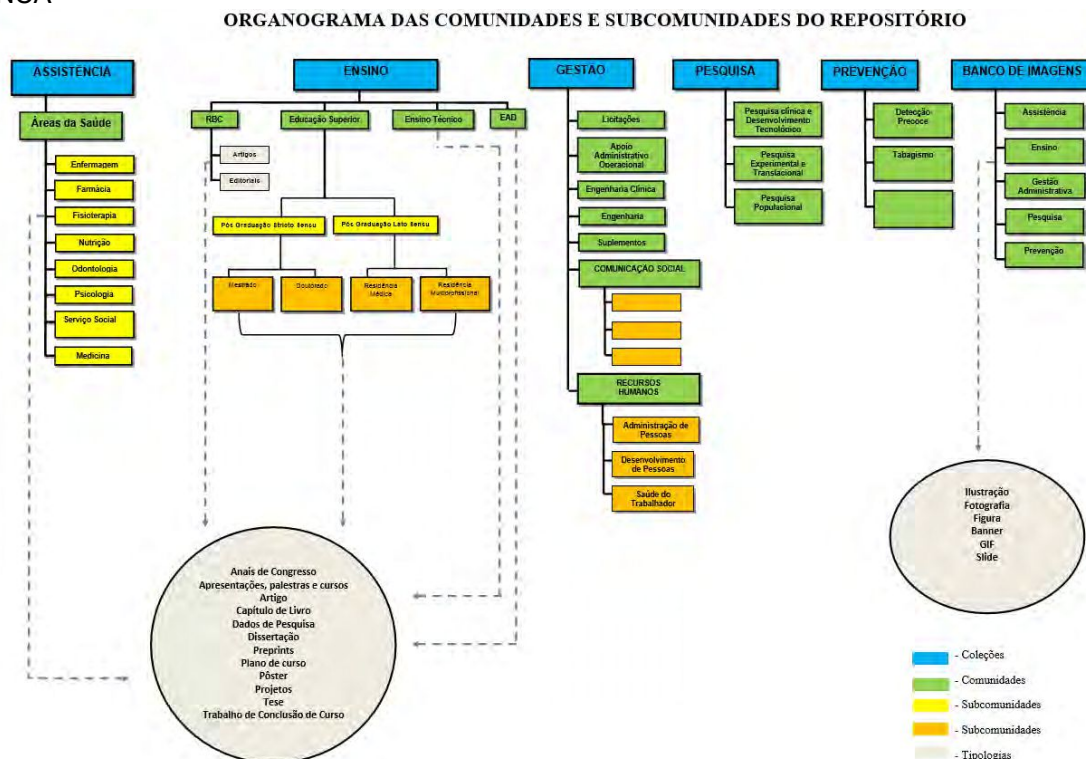 ORGANOGRAMA DAS COMUNIDADES E SUBCOMUNIDADES DO REPOSITÓRIO
ASSISTÊNCIA
Áreas da Saúde
Enfermagem
Farmácia
Fisioterapia
Nutrição
Odontologia
Psicologia
Serviço Social
Medicina
ENSINO
RBC
Educação Superior
Ensino Técnico
EAD
Artigos
Editoriais
Pós Graduação Stricto Sensu
Pós Graduação Lato Sensu
Mestrado
Doutorado
Residência
Médica
Residência
Multiprofissional
GESTÃO
Licitações
Apoio
Administrativo
Operacional
Engenharia Clínica
Engenharia
Suplementos
COMUNICAÇÃO SOCIAL
RECURSOS
HUMANOS
Administração de
Pessoas
Desenvolvimento
de Pessoas
Saúde do
Trabalhador
PESQUISA
Pesquisa clínica e
Desenvolvimento
Tecnológico
Pesquisa
Experimental e
Translacional
Pesquisa
Populacional
PREVENÇÃO
Detecção
Precoce
Tabagismo
BANCO DE IMAGENS
Assistência
Ensino
Gestão
Administrativa
Pesquisa
Prevenção
Anais de Congresso
Apresentações, palestras e cursos
Artigo
Capítulo de Livro
Dados de Pesquisa
Dissertação
Preprints
Plano de curso
Pôster
Projetos
Tese
Trabalho de Conclusão de Curso
Ilustração
Fotografia
Figura
Banner
GIF
Slide
- Coleções
- Comunidades
- Subcomunidades
- Subcomunidades
- Tipologias